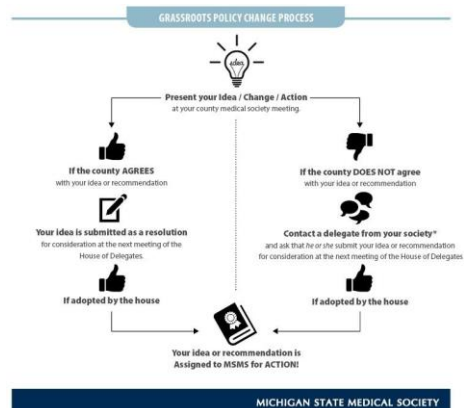 GRASSROOTS POLICY CHANGE PROCESS
idea
Present your Idea / Change / Action
at your county medical society meeting.
If the county AGREES
with your idea or recommendation
Your idea is submitted as a resolution
for consideration at the next meeting of the
House of Delegates.
If adopted by the house
If the county DOES NOT agree
with your idea or recommendation
Contact a delegate from your society*
and ask that he or she submit your idea or recommendation
for consideration at the next meeting of the House of Delegates
If adopted by the house
Your idea or recommendation is
Assigned to MSMS for ACTION!
MICHIGAN STATE MEDICAL SOCIETY